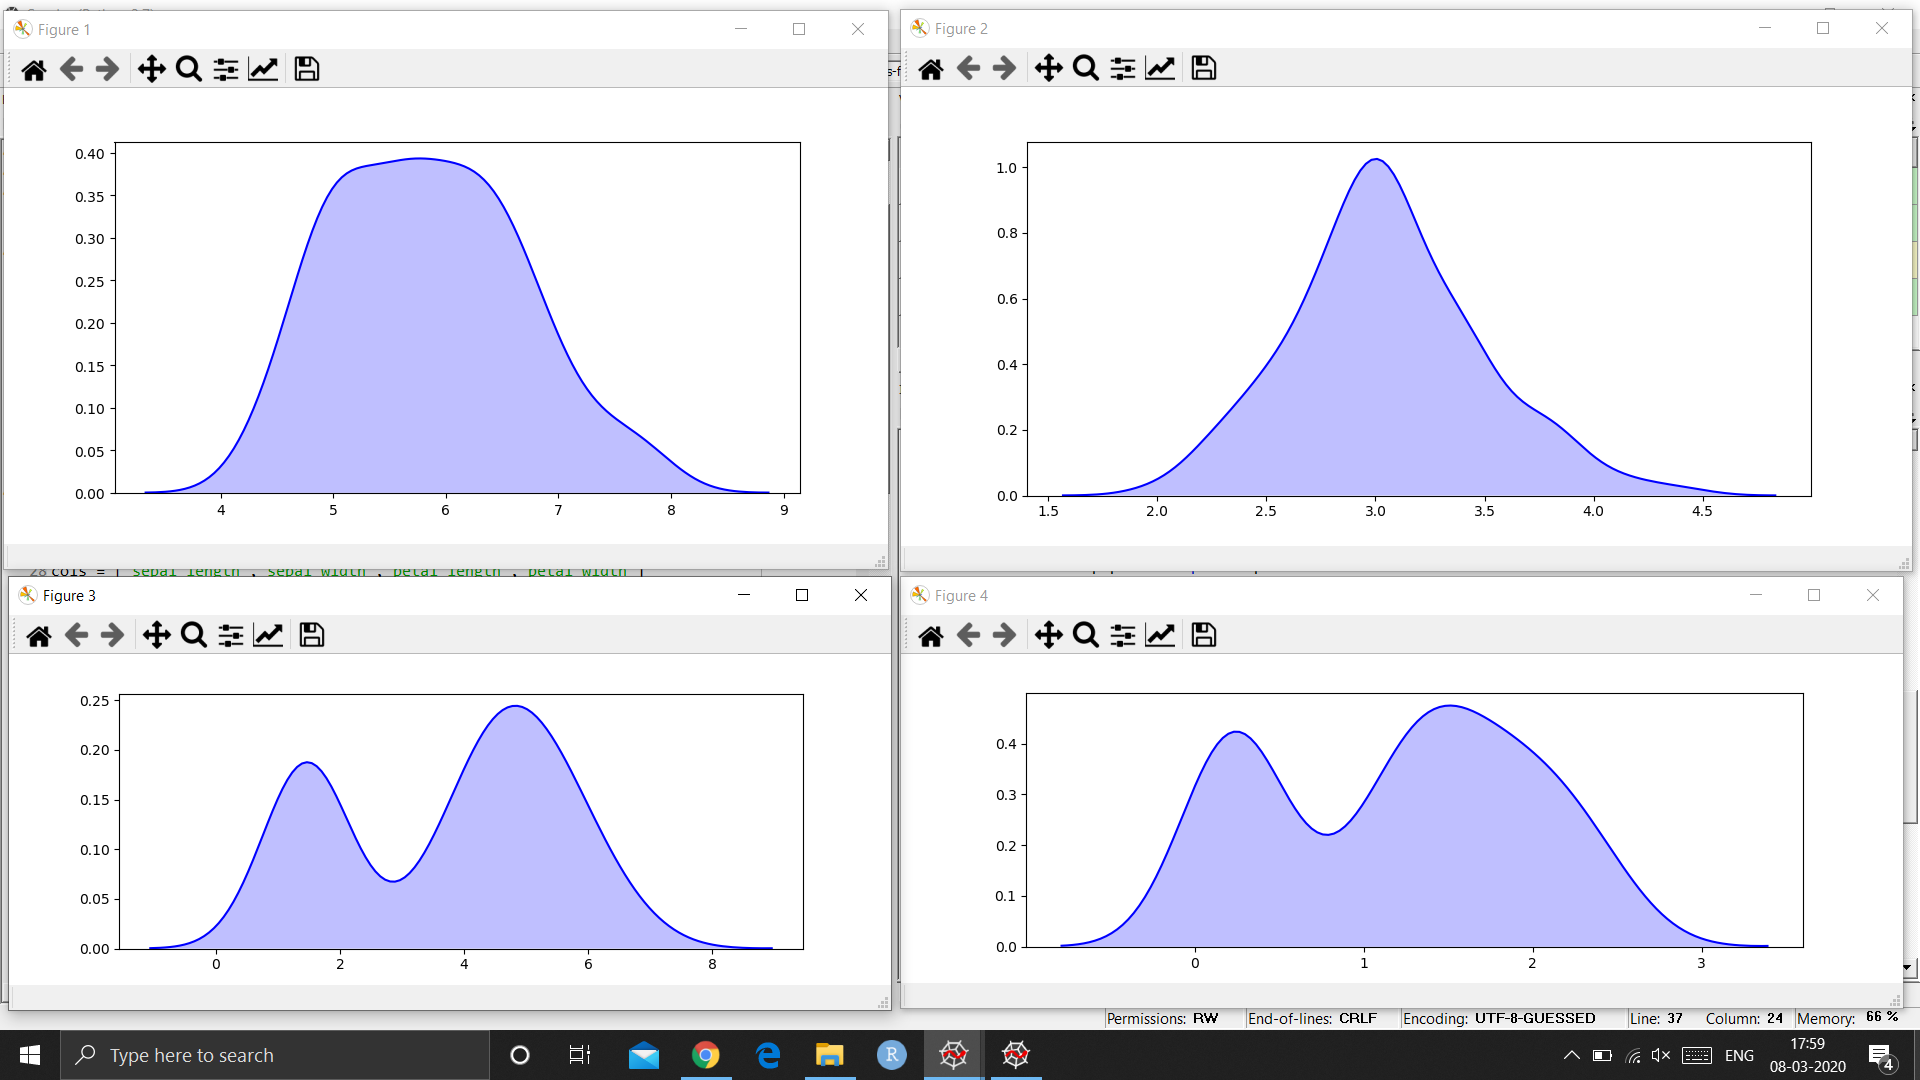 Figure 1
0.40
0.35
0.30
0.25
0.20
0.15
0.10
0.05
0.00
4 5 6 7 8 9
Figure 2
1.0
0.8
0.6
0.4
0.2
0.0
1.5 2.0 2.5 3.0 3.5 4.0 4.5
28 cols = [ sepal length , sepal width , petal length , petal width ]
Figure 3
0.25
0.20
0.15
0.10
0.05
0.00
0 2 4 6 8
Figure 4
0.4
0.3
0.2
0.1
0.0
0 1 2 3
Permissions: RW End-of-lines: CRLF Encoding: UTF-8-GUESSED Line: 37 Column: 24 Memory: 66 %
Type here to search
R
ENG
17:59
08-03-2020
4